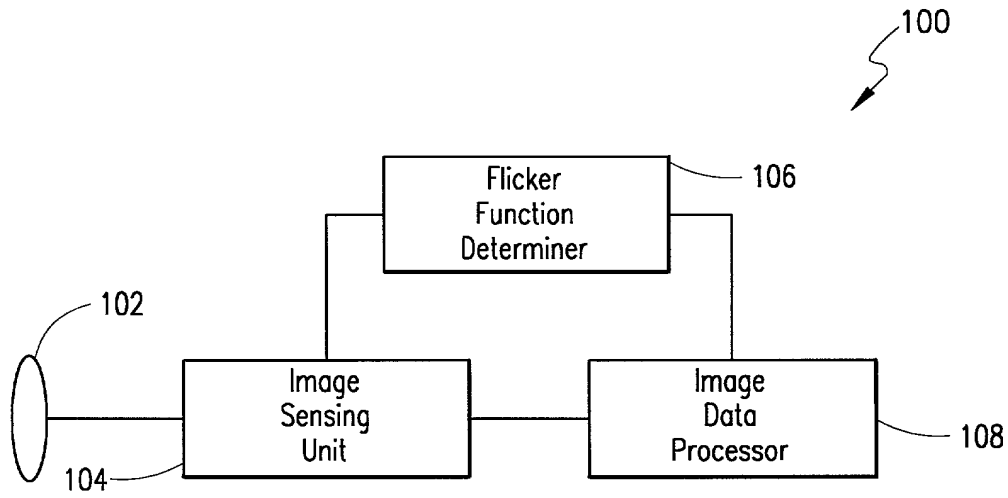 100
Flicker
Function
Determiner
106
102
Image
Sensing
Unit
104
Image
Data
Processor
108